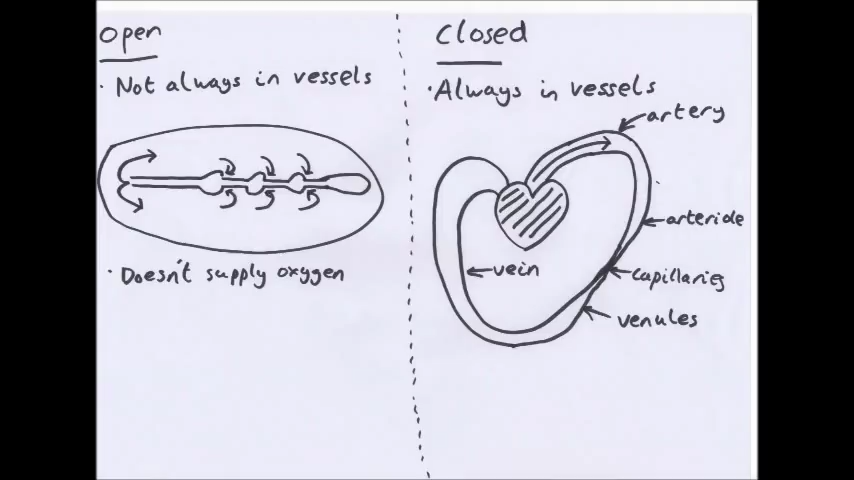 Open
· Not always in vessels
· Doesn't supply oxygen
Closed
· Always in vessels
artery
arteriole
capillaries
venules
vein